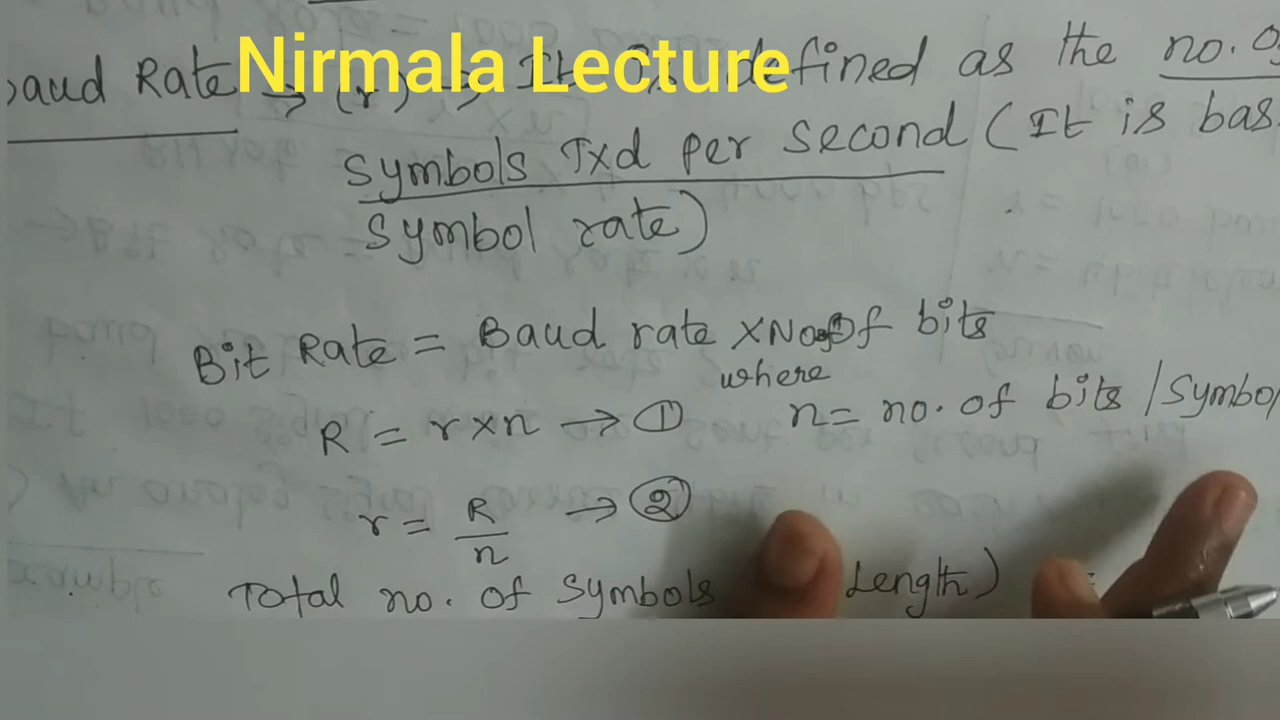 Nirmala Lecture
Baud Rate → (r) → It is defined as the no. of
Symbols Txd per second (It is bas
Symbol rate)
Bit Rate = Baud rate x No. of bits
where
R = r x n → ① n = no. of bits / Symbol
r = R/n → ②
Total no. of Symbols Length)